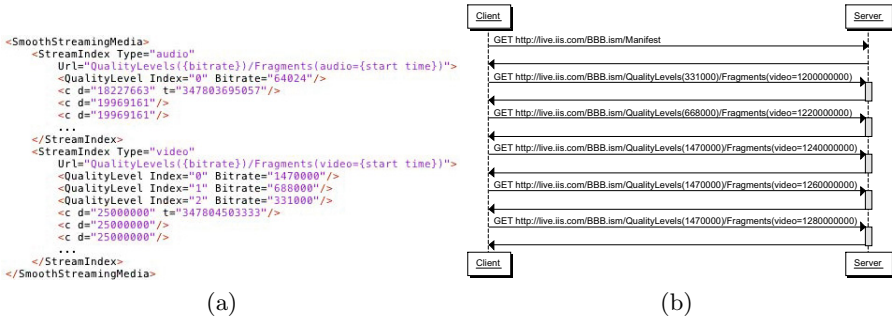 <SmoothStreamingMedia>
<StreamIndex Type="audio"
Url="QualityLevels({bitrate})/Fragments(audio={start time})">
<QualityLevel Index="0" Bitrate="64024"/>
<c d="18227663" t="347803695057"/>
<c d="19969161"/>
<c d="19969161"/>
...
</StreamIndex>
<StreamIndex Type="video"
Url="QualityLevels({bitrate})/Fragments(video={start time})">
<QualityLevel Index="0" Bitrate="1470000"/>
<QualityLevel Index="1" Bitrate="688000"/>
<QualityLevel Index="2" Bitrate="331000"/>
<c d="25000000" t="347804503333"/>
<c d="25000000"/>
<c d="25000000"/>
...
</StreamIndex>
</SmoothStreamingMedia>
(a)
Client
Server
GET http://live.iis.com/BBB.ism/Manifest
GET http://live.iis.com/BBB.ism/QualityLevels(331000)/Fragments(video=1200000000)
GET http://live.iis.com/BBB.ism/QualityLevels(668000)/Fragments(video=1220000000)
GET http://live.iis.com/BBB.ism/QualityLevels(1470000)/Fragments(video=1240000000)
GET http://live.iis.com/BBB.ism/QualityLevels(1470000)/Fragments(video=1260000000)
GET http://live.iis.com/BBB.ism/QualityLevels(1470000)/Fragments(video=1280000000)
Client
Server
(b)